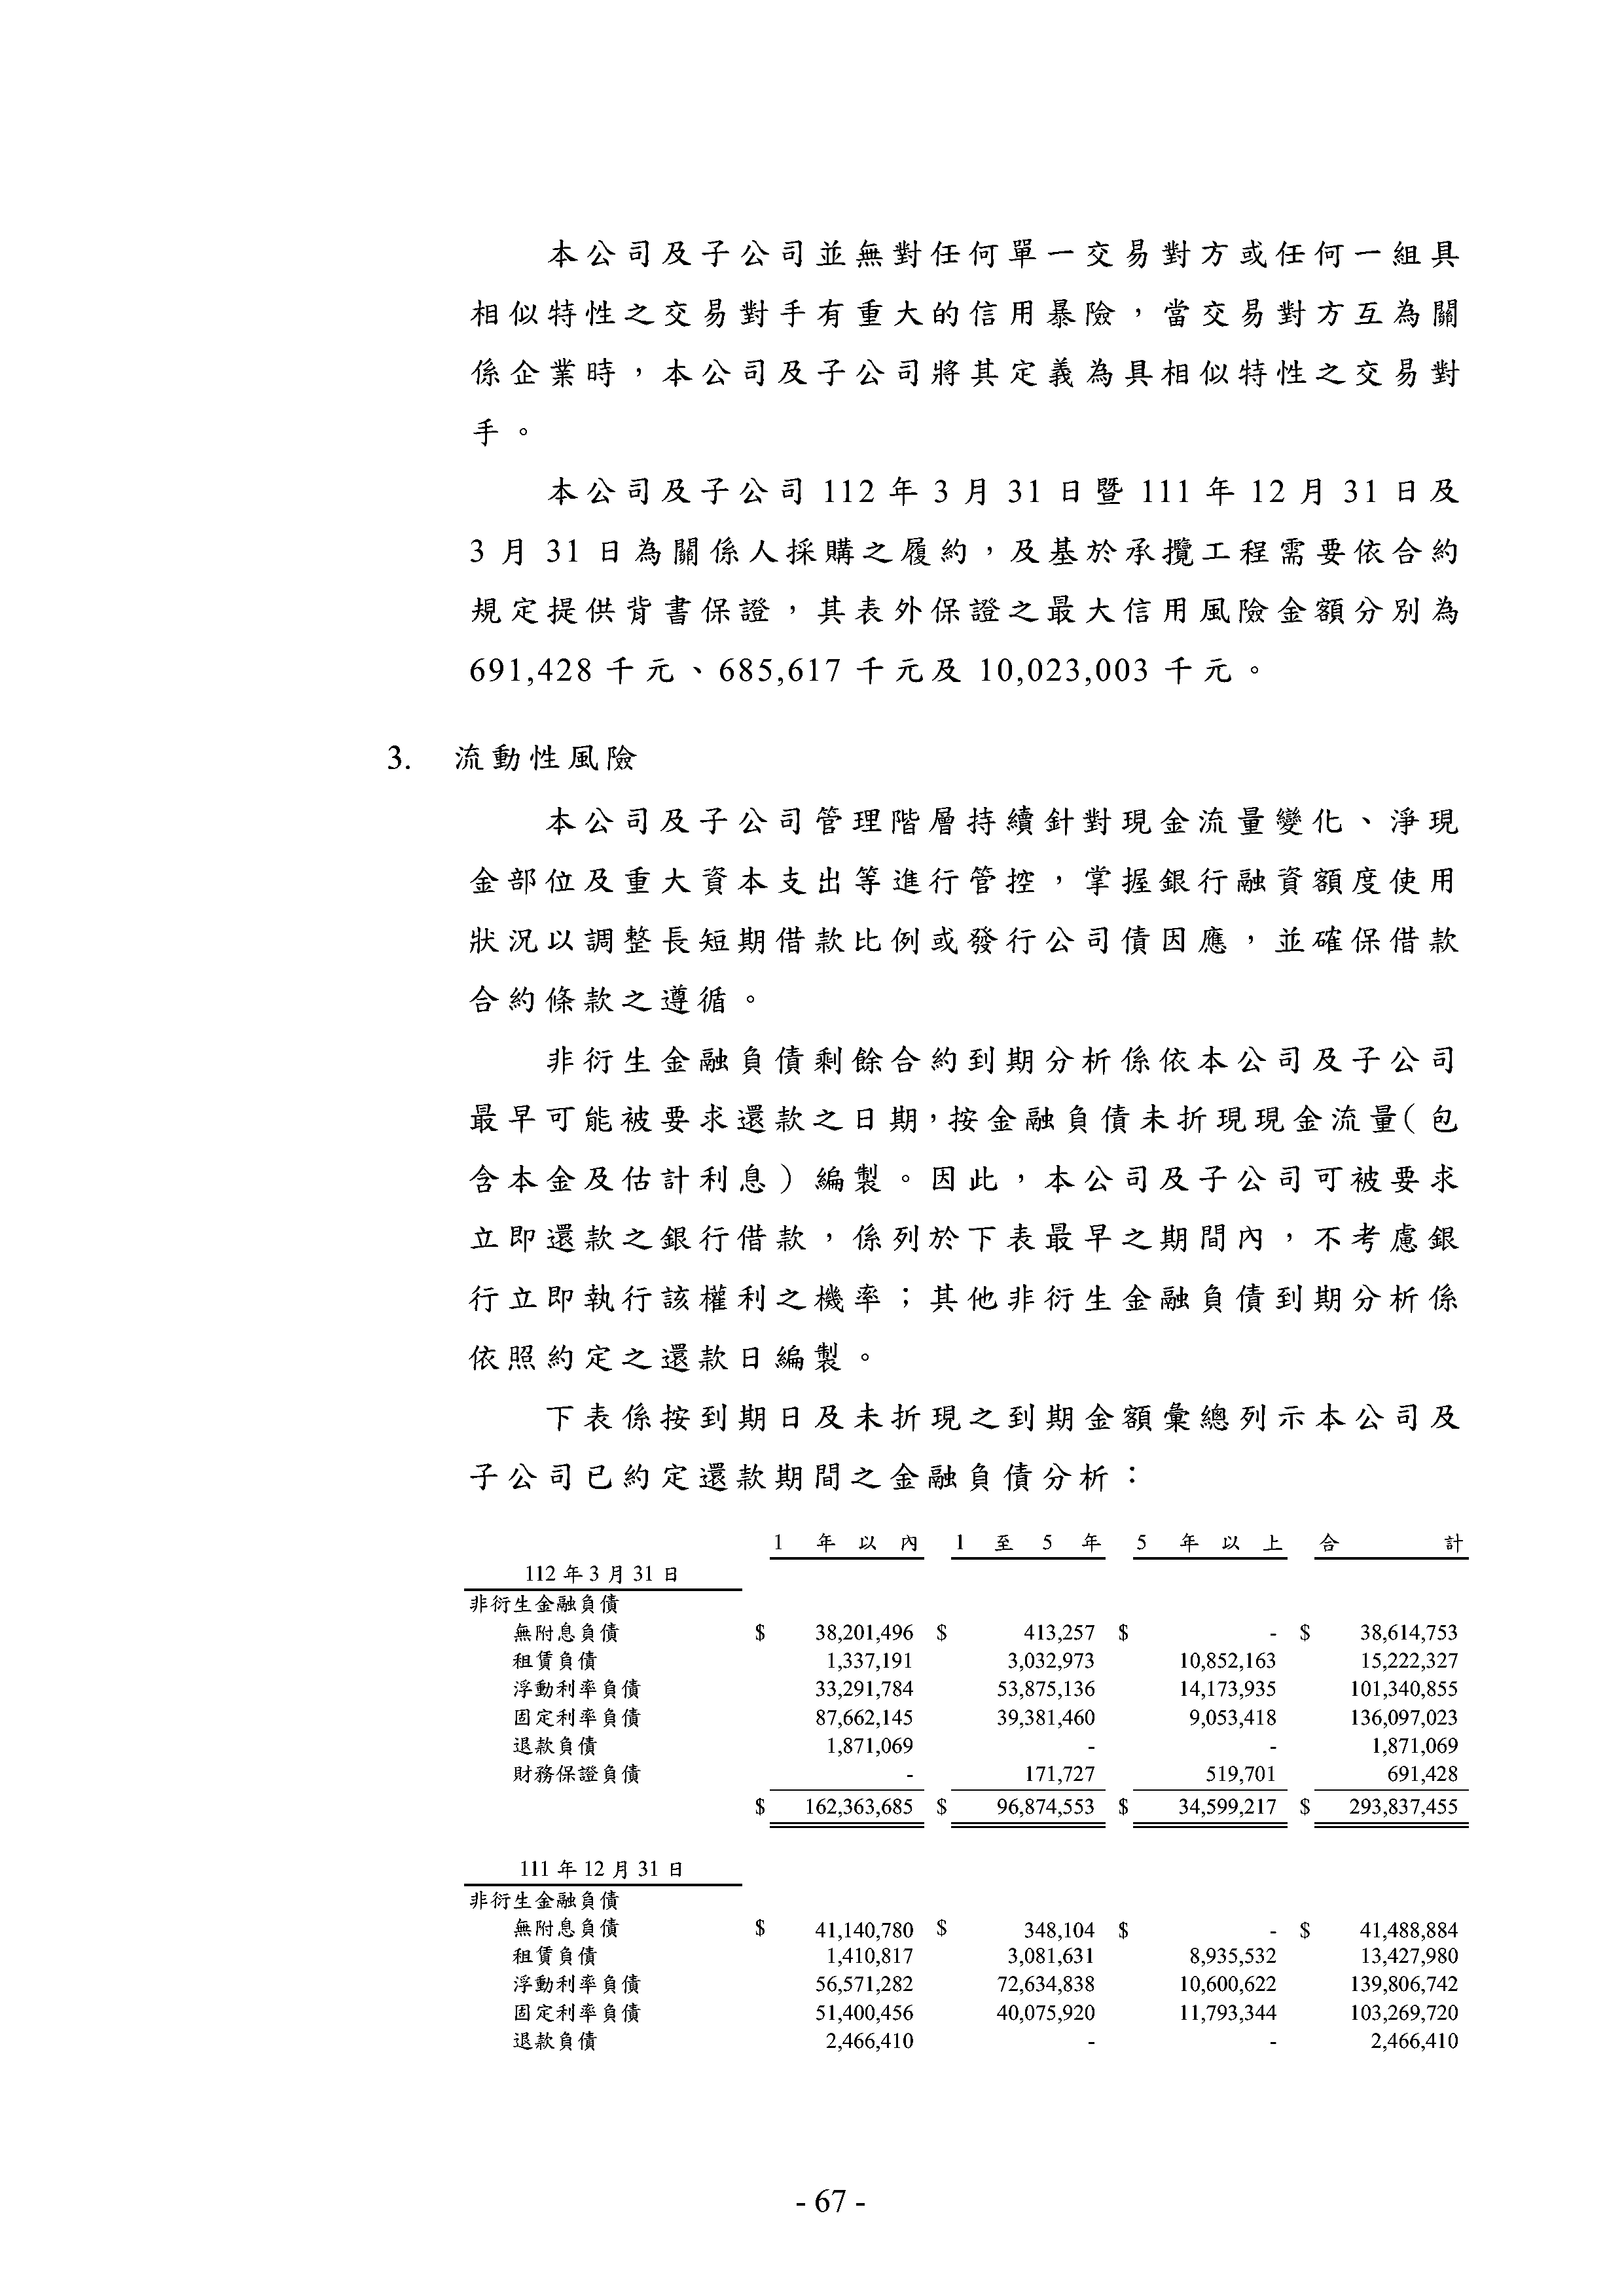 本公司及子公司並無對任何單一交易對方或任何一組具
相似特性之交易對手有重大的信用暴險，當交易對方互為關
係企業時，本公司及子公司將其定義為具相似特性之交易對
手。
本公司及子公司 112 年 3 月 31 日暨 111 年 12 月 31 日及
3 月 31 日為關係人採購之履約，及基於承攬工程需要依合約
規定提供背書保證，其表外保證之最大信用風險金額分別為
691,428 千元、685,617 千元及 10,023,003 千元。
3. 流動性風險
本公司及子公司管理階層持續針對現金流量變化、淨現
金部位及重大資本支出等進行管控，掌握銀行融資額度使用
狀況以調整長短期借款比例或發行公司債因應，並確保借款
合約條款之遵循。
非衍生金融負債剩餘合約到期分析係依本公司及子公司
最早可能被要求還款之日期，按金融負債未折現現金流量（包
含本金及估計利息）編製。因此，本公司及子公司可被要求
立即還款之銀行借款，係列於下表最早之期間內，不考慮銀
行立即執行該權利之機率；其他非衍生金融負債到期分析係
依照約定之還款日編製。
下表係按到期日及未折現之到期金額彙總列示本公司及
子公司已約定還款期間之金融負債分析：
1 年以內 1 至 5 年 5 年以上 合計
112 年 3 月 31 日
非衍生金融負債
無附息負債 $ 38,201,496 $ 413,257 $ - $ 38,614,753
租賃負債 1,337,191 3,032,973 10,852,163 15,222,327
浮動利率負債 33,291,784 53,875,136 14,173,935 101,340,855
固定利率負債 87,662,145 39,381,460 9,053,418 136,097,023
退款負債 1,871,069 - - 1,871,069
財務保證負債 - 171,727 519,701 691,428
$ 162,363,685 $ 96,874,553 $ 34,599,217 $ 293,837,455
111 年 12 月 31 日
非衍生金融負債
無附息負債 $ 41,140,780 $ 348,104 $ - $ 41,488,884
租賃負債 1,410,817 3,081,631 8,935,532 13,427,980
浮動利率負債 56,571,282 72,634,838 10,600,622 139,806,742
固定利率負債 51,400,456 40,075,920 11,793,344 103,269,720
退款負債 2,466,410 - - 2,466,410
- 67 -